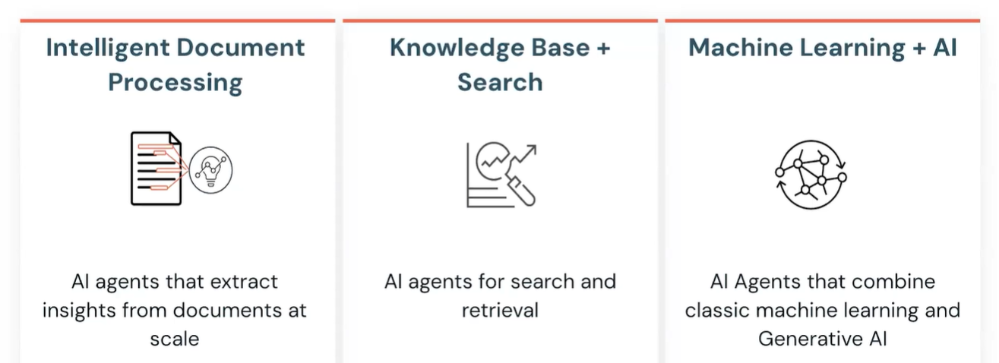 Intelligent Document
Processing
AI agents that extract
insights from documents at
scale
Knowledge Base +
Search
AI agents for search and
retrieval
Machine Learning + AI
AI Agents that combine
classic machine learning and
Generative AI